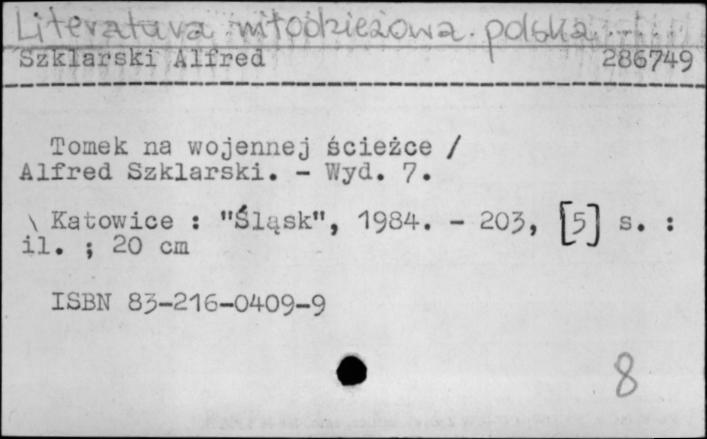 Literatura młodzieżowa polska
Szklarski Alfred 286749
Tomek na wojennej ścieżce /
Alfred Szklarski. - Wyd. 7.
\ Katowice : "Śląsk", 1984. - 203, [5] s. :
il. ; 20 cm
ISBN 83-216-0409-9
8